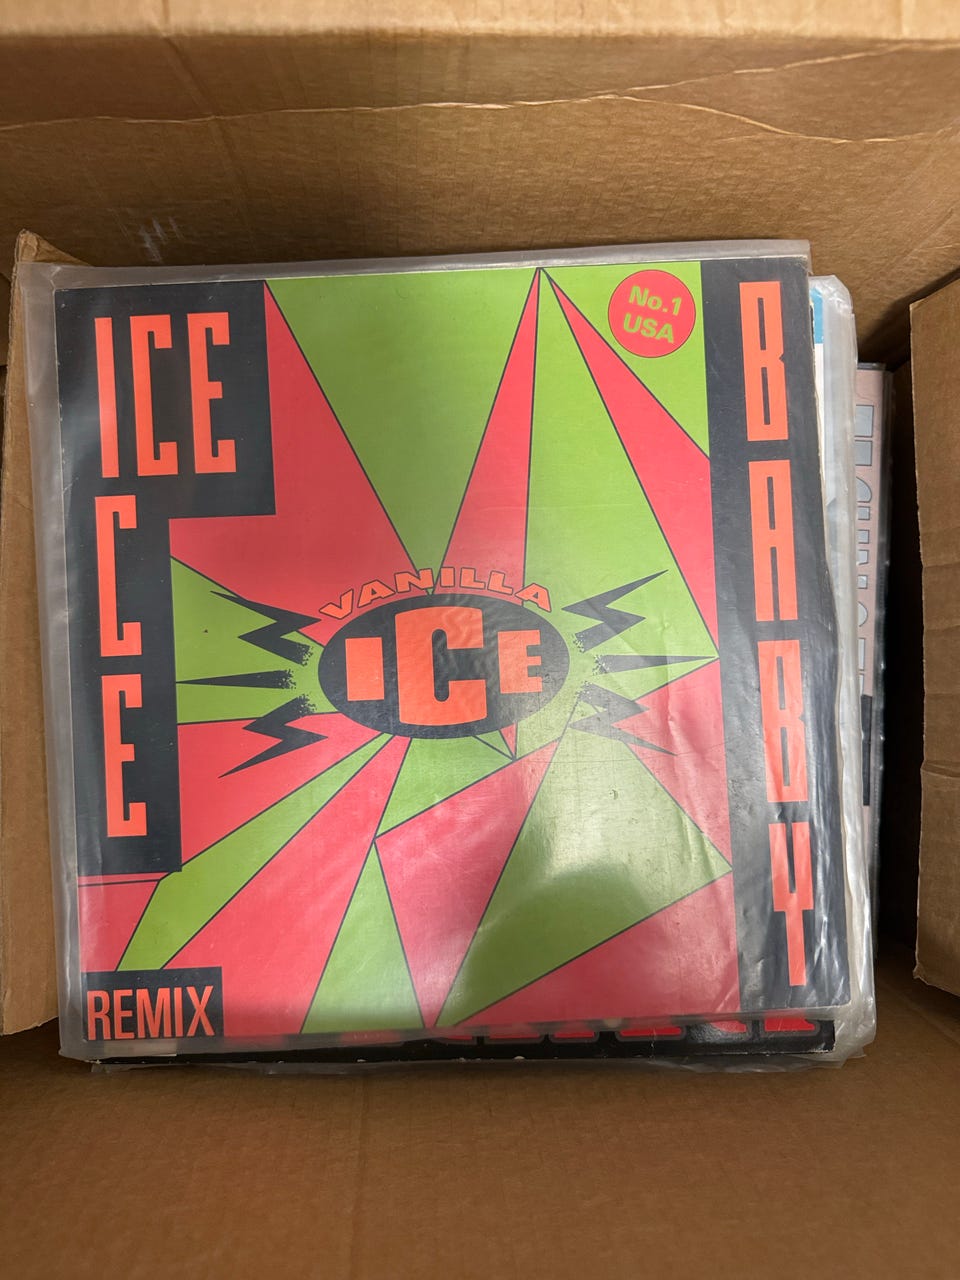 ICE
ICE
BABY
No.1
USA
VANILLA
ICE
REMIX